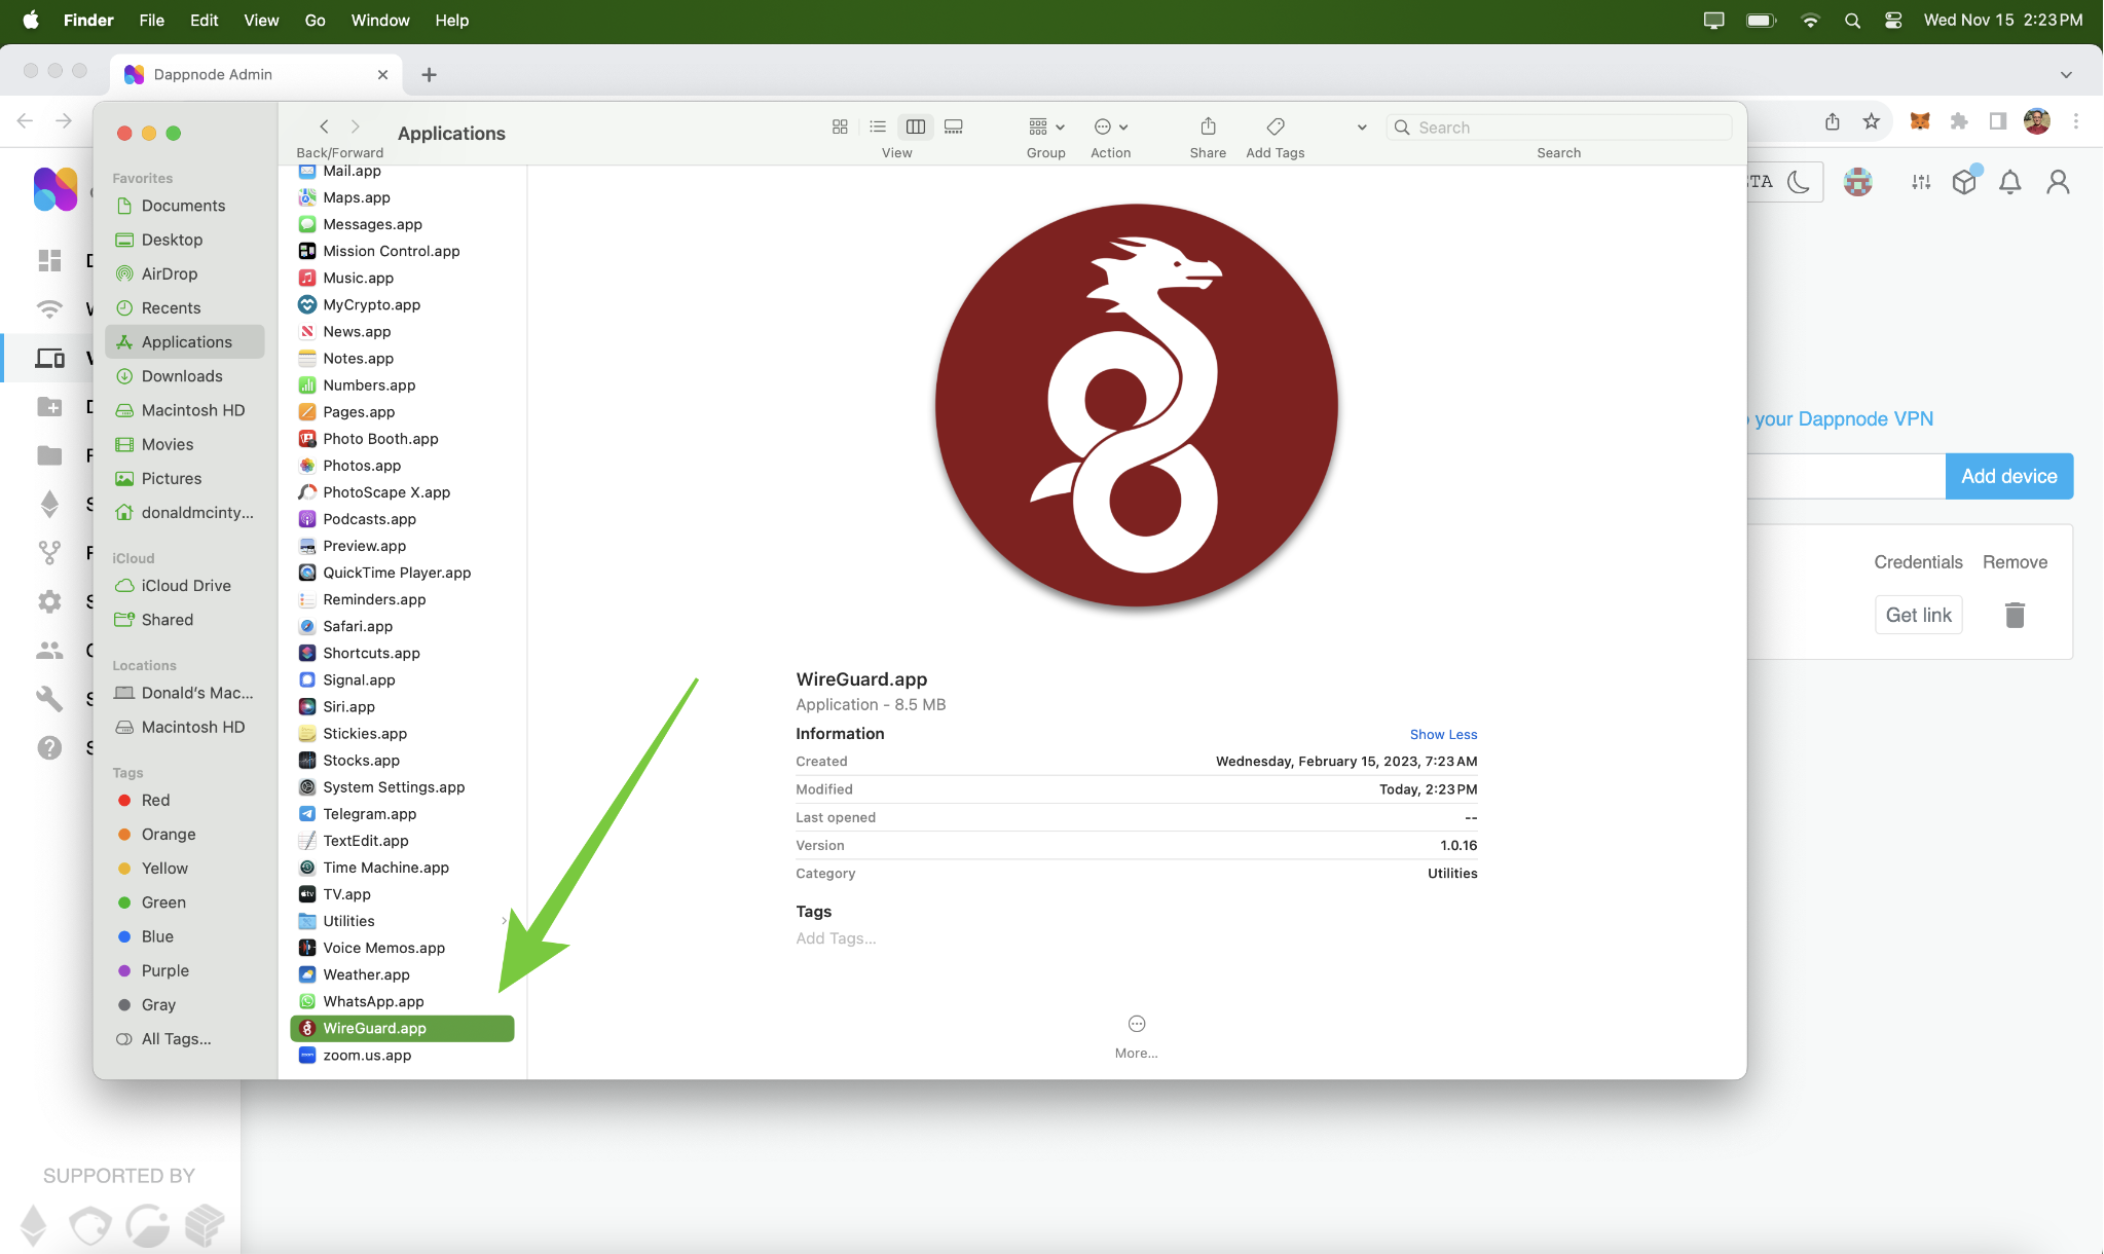 Finder File Edit View Go Window Help
Wed Nov 15 2:23 PM
Dappnode Admin
Applications
Back/Forward
View
Group
Action
Share
Add Tags
Search
Search
Favorites
Documents
Desktop
AirDrop
Recents
Applications
Downloads
Macintosh HD
Movies
Pictures
donaldmcinty...
iCloud
iCloud Drive
Shared
Locations
Donald's Mac...
Macintosh HD
Tags
Red
Orange
Yellow
Green
Blue
Purple
Gray
All Tags...
Mail.app
Maps.app
Messages.app
Mission Control.app
Music.app
MyCrypto.app
News.app
Notes.app
Numbers.app
Pages.app
Photo Booth.app
Photos.app
PhotoScape X.app
Podcasts.app
Preview.app
QuickTime Player.app
Reminders.app
Safari.app
Shortcuts.app
Signal.app
Siri.app
Stickies.app
Stocks.app
System Settings.app
Telegram.app
TextEdit.app
Time Machine.app
TV.app
Utilities
Voice Memos.app
Weather.app
WhatsApp.app
WireGuard.app
zoom.us.app
WireGuard.app
Application - 8.5 MB
Information Show Less
Created Wednesday, February 15, 2023, 7:23 AM
Modified Today, 2:23 PM
Last opened --
Version 1.0.16
Category Utilities
Tags
Add Tags...
More...
TA
your Dappnode VPN
Add device
Credentials Remove
Get link
SUPPORTED BY